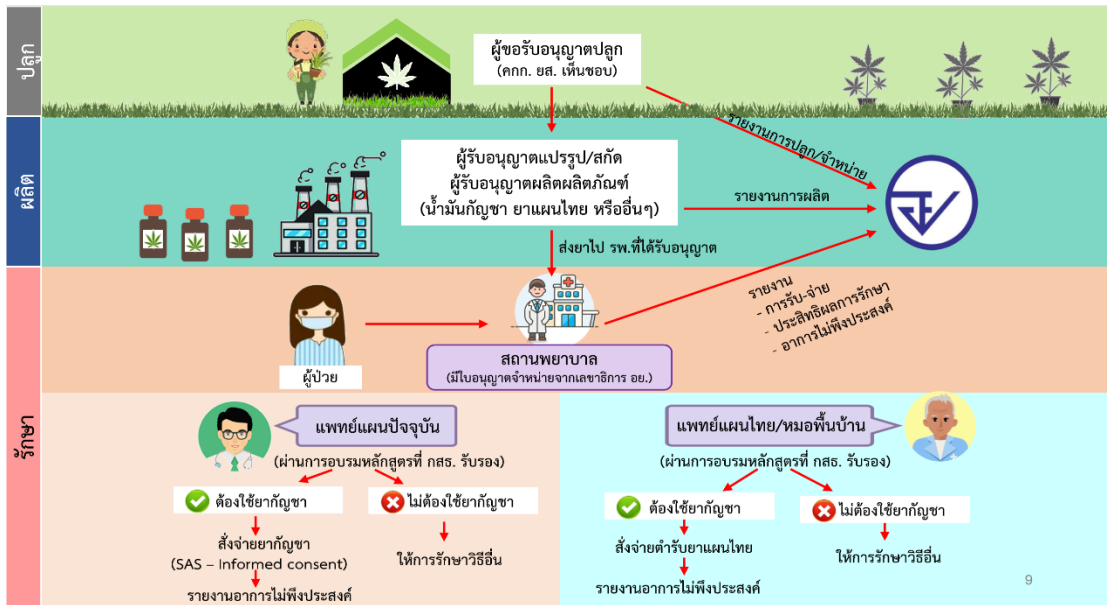 ปลูก
ผู้ขอรับอนุญาตปลูก
(คกก. ยส. เห็นชอบ)
รายงานการปลูก/จำหน่าย
ผลิต
ผู้รับอนุญาตแปรรูป/สกัด
ผู้รับอนุญาตผลิตผลิตภัณฑ์
(น้ำมันกัญชา ยาแผนไทย หรืออื่นๆ)
รายงานการผลิต
ส่งยาไป รพ.ที่ได้รับอนุญาต
รักษา
ผู้ป่วย
สถานพยาบาล
(มีใบอนุญาตจำหน่ายจากเลขาธิการ อย.)
รายงาน
- การรับ-จ่าย
- ประสิทธิผลการรักษา
- อาการไม่พึงประสงค์
แพทย์แผนปัจจุบัน
(ผ่านการอบรมหลักสูตรที่ กสธ. รับรอง)
ต้องใช้ยากัญชา
ไม่ต้องใช้ยากัญชา
สั่งจ่ายยากัญชา
(SAS – Informed consent)
ให้การรักษาวิธีอื่น
รายงานอาการไม่พึงประสงค์
แพทย์แผนไทย/หมอพื้นบ้าน
(ผ่านการอบรมหลักสูตรที่ กสธ. รับรอง)
ต้องใช้ยากัญชา
ไม่ต้องใช้ยากัญชา
สั่งจ่ายตำรับยาแผนไทย
ให้การรักษาวิธีอื่น
รายงานอาการไม่พึงประสงค์
9